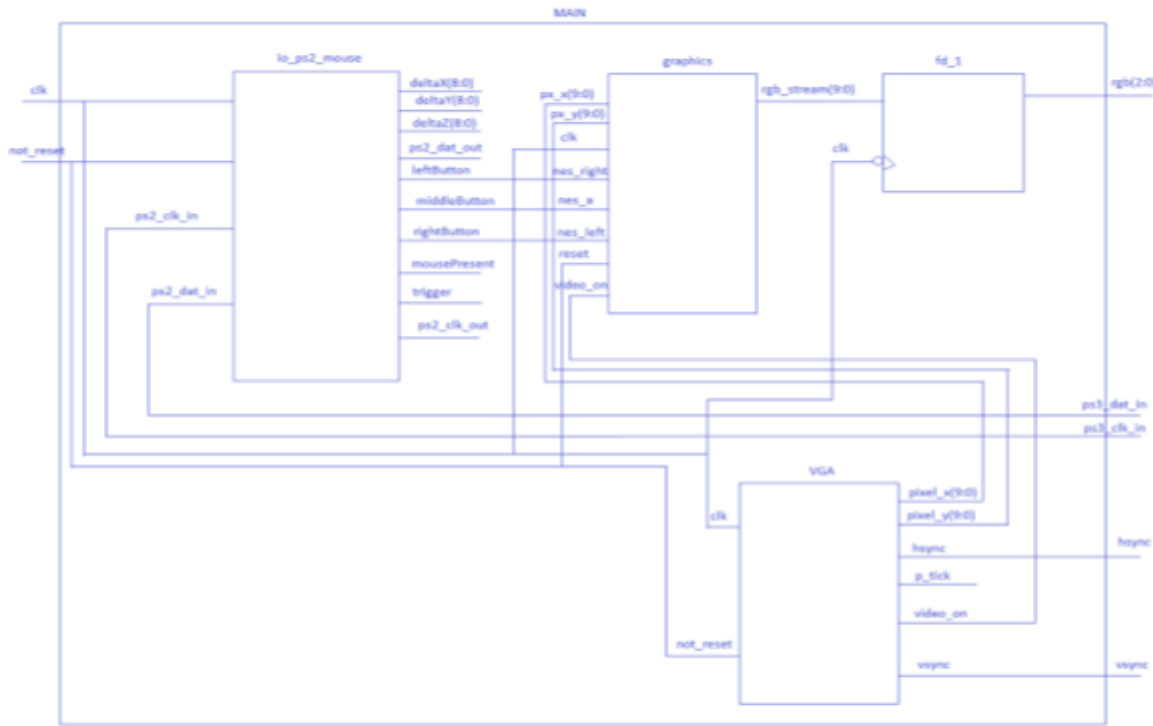 MAIN
io_ps2_mouse
graphics
fd_1
clk
not_reset
ps2_clk_in
ps2_dat_in
deltaX(8:0)
deltaY(8:0)
deltaZ(8:0)
ps2_dat_out
leftButton
middleButton
rightButton
mousePresent
trigger
ps2_clk_out
px_x(9:0)
px_y(9:0)
clk
nes_right
nes_a
nes_left
reset
video_on
rgb_stream(9:0)
clk
rgb(2:0)
ps3_dat_in
ps3_clk_in
VGA
clk
not_reset
pixel_x(9:0)
pixel_y(9:0)
hsync
p_tick
video_on
vsync
hsync
vsync